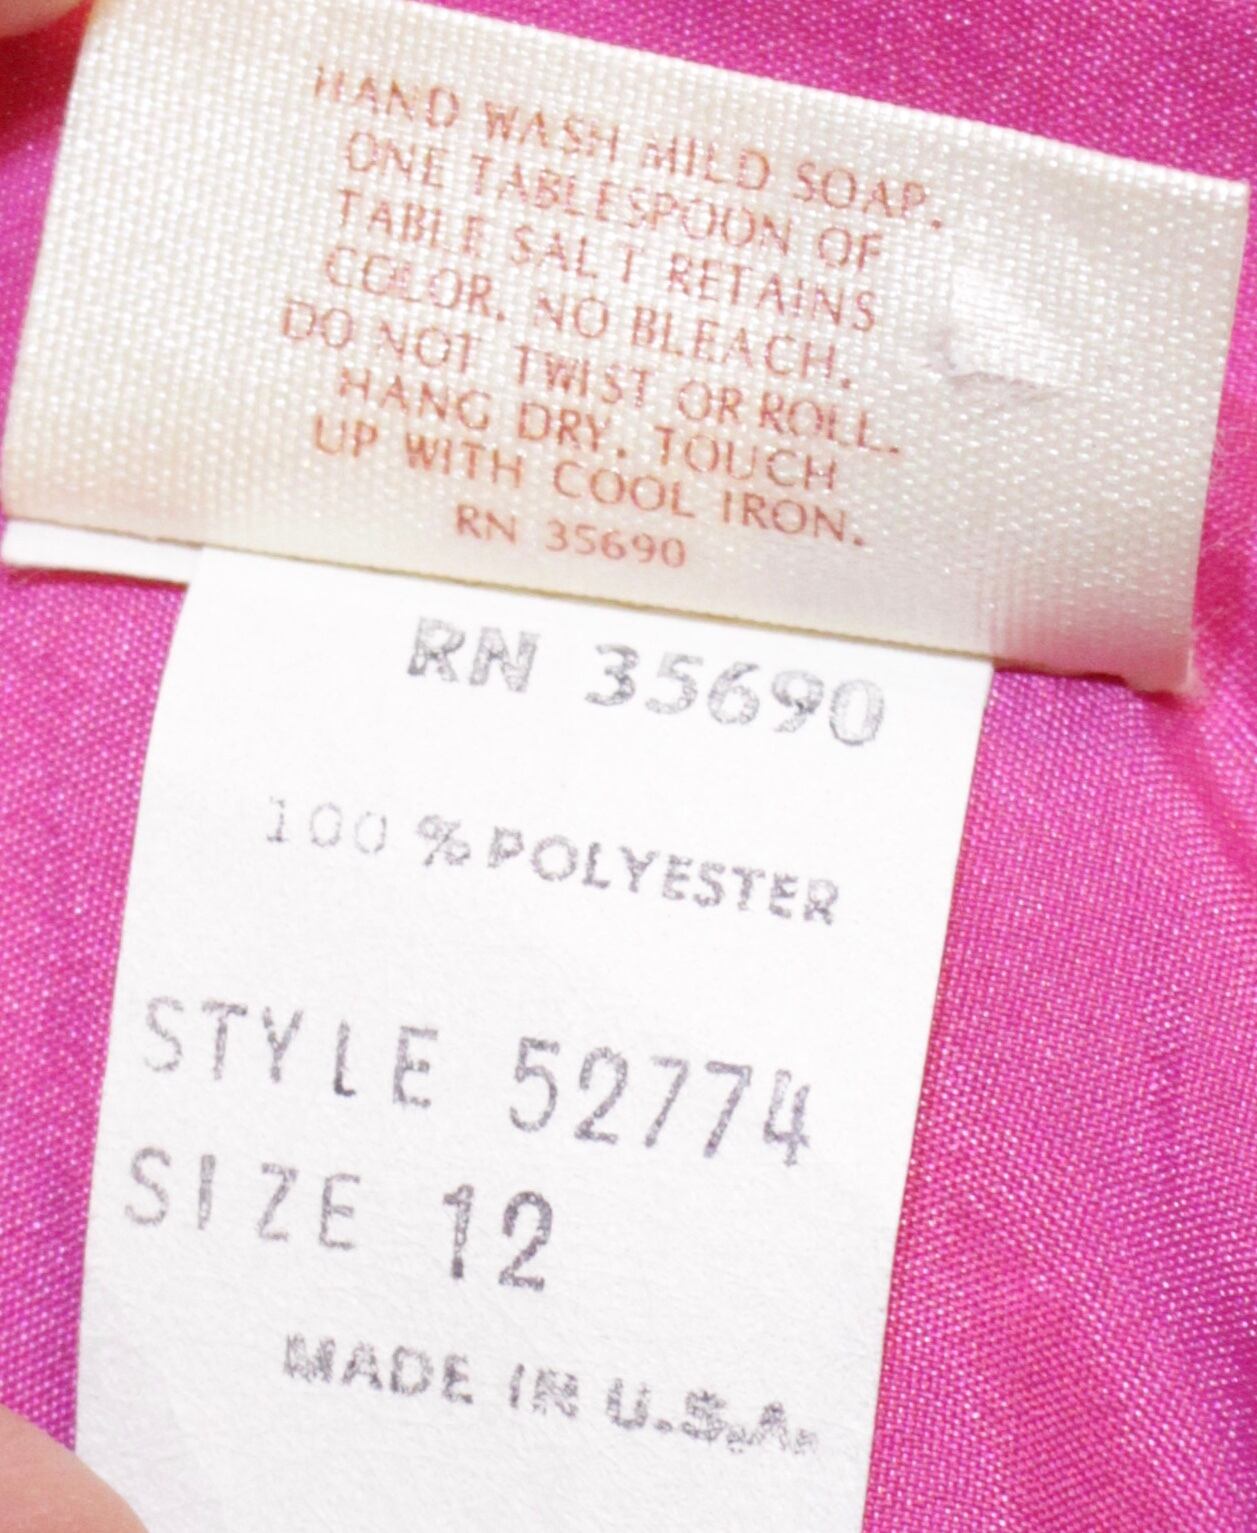 HAND WASH MILD SOAP.
ONE TABLESPOON OF
TABLE SALT RETAINS
COLOR. NO BLEACH.
DO NOT TWIST OR ROLL.
HANG DRY. TOUCH
UP WITH COOL IRON.
RN 35690
RN 35690
100 % POLYESTER
STYLE 52774
SIZE 12
MADE IN U.S.A.